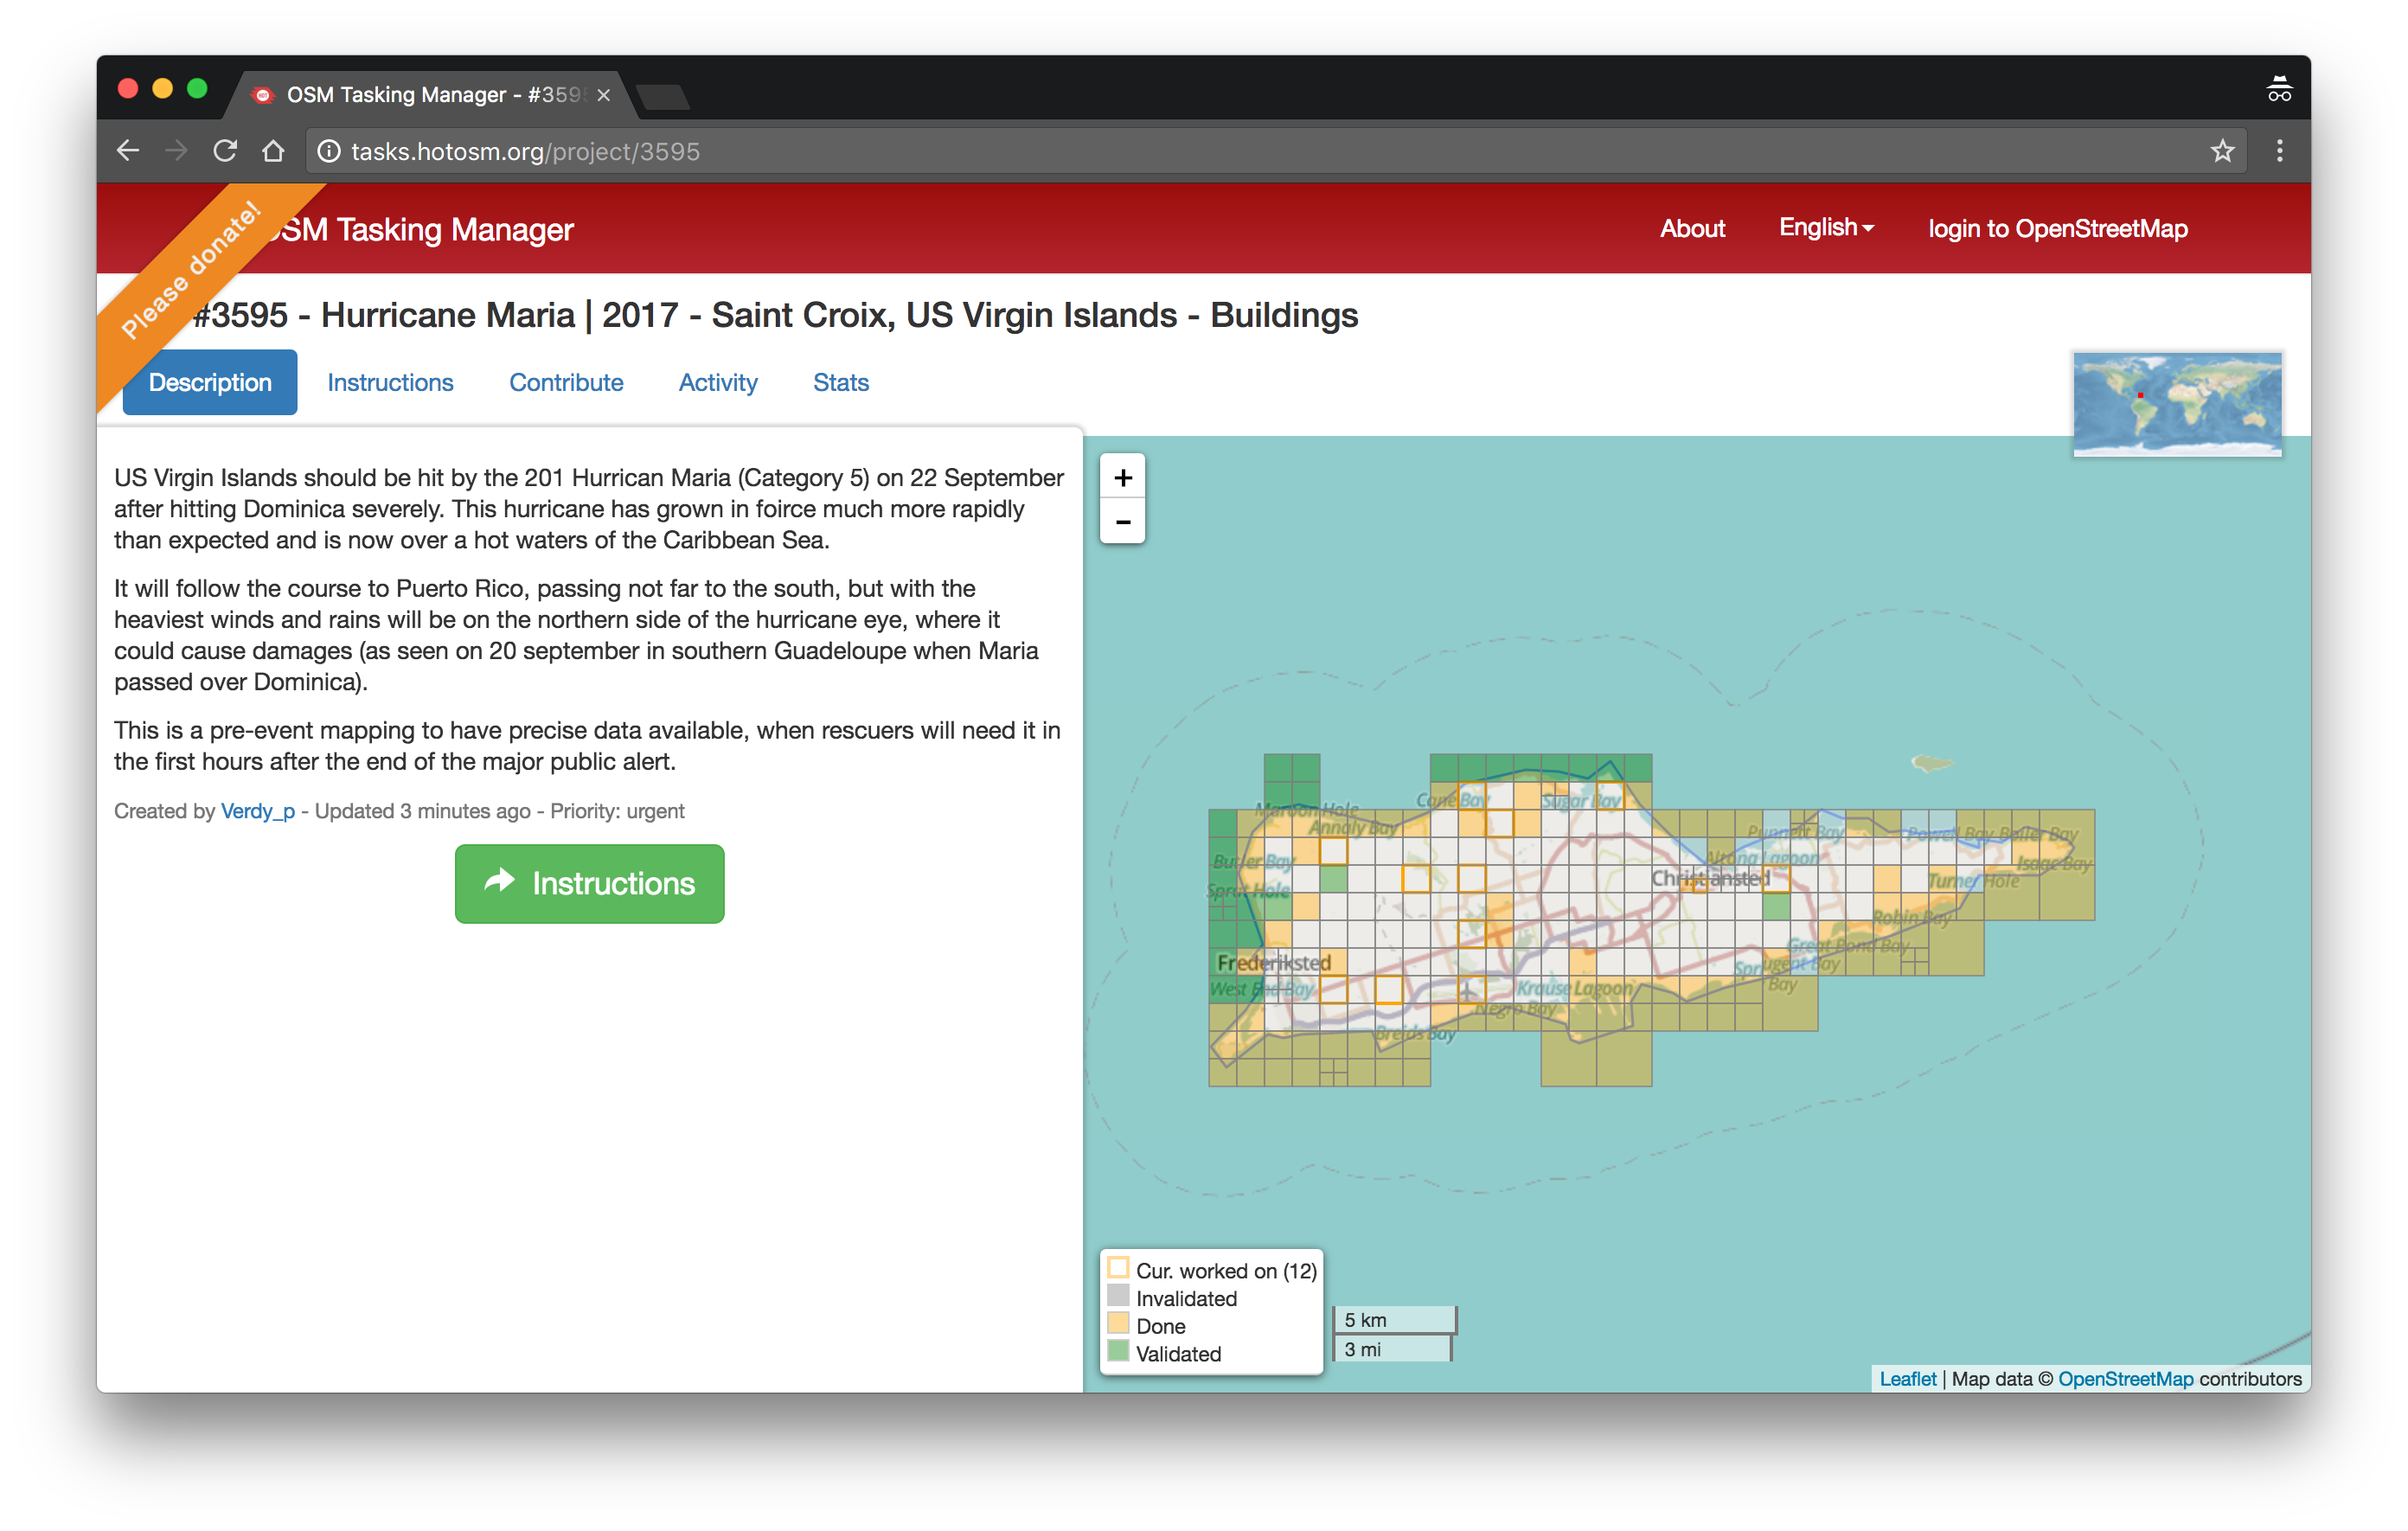 OSM Tasking Manager - #3595
tasks.hotosm.org/project/3595
Please donate!
OSM Tasking Manager
About
English
login to OpenStreetMap
#3595 - Hurricane Maria | 2017 - Saint Croix, US Virgin Islands - Buildings
Description
Instructions
Contribute
Activity
Stats
US Virgin Islands should be hit by the 201 Hurrican Maria (Category 5) on 22 September
after hitting Dominica severely. This hurricane has grown in foirce much more rapidly
than expected and is now over a hot waters of the Caribbean Sea.
It will follow the course to Puerto Rico, passing not far to the south, but with the
heaviest winds and rains will be on the northern side of the hurricane eye, where it
could cause damages (as seen on 20 september in southern Guadeloupe when Maria
passed over Dominica).
This is a pre-event mapping to have precise data available, when rescuers will need it in
the first hours after the end of the major public alert.
Created by Verdy_p - Updated 3 minutes ago - Priority: urgent
Instructions
+
−
Maroon Hole
Cane Bay
Sugar Bay
Annaly Bay
Punnett Bay
Powell Bay
Boiler Bay
Butler Bay
Altona Lagoon
Isaac Bay
Christiansted
Turner Hole
Sprat Hole
Robin Bay
Great Pond Bay
Frederiksted
Spring Gut
Bay
West End Bay
Krause Lagoon
Negro Bay
Cur. worked on (12)
Invalidated
Done
Validated
5 km
3 mi
Leaflet | Map data © OpenStreetMap contributors